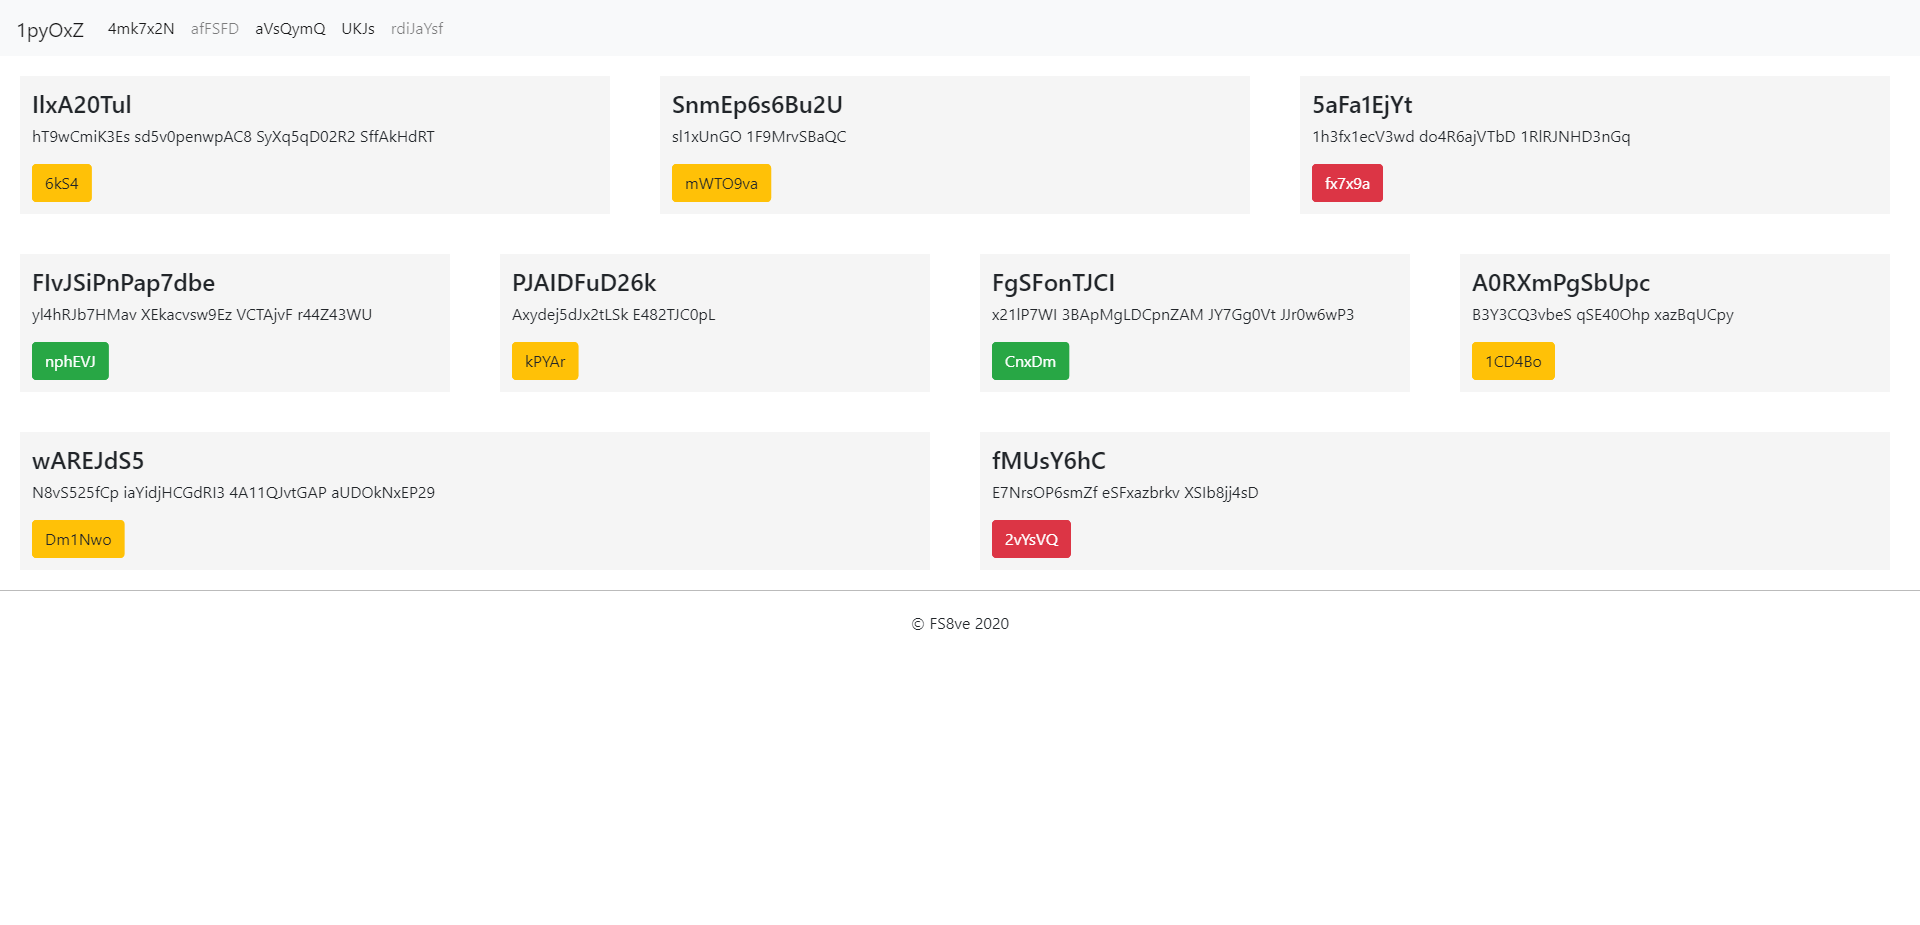 1pyOxZ 4mk7x2N afFSFD aVsQymQ UKJs rdiJaYsf
IlxA20Tul
hT9wCmiK3Es sd5v0penwpAC8 SyXq5qD02R2 SffAkHdRT
6kS4
SnmEp6s6Bu2U
sl1xUnGO 1F9MrvSBaQC
mWTO9va
5aFa1EjYt
1h3fx1ecV3wd do4R6ajVTbD 1RlRJNHD3nGq
fx7x9a
FIvJSiPnPap7dbe
yl4hRJb7HMav XEkacvsw9Ez VCTAjvF r44Z43WU
nphEVJ
PJAIDFuD26k
Axydej5dJx2tLSk E482TJC0pL
kPYAr
FgSFonTJCI
x21lP7WI 3BApMgLDCpnZAM JY7Gg0Vt JJr0w6wP3
CnxDm
A0RXmPgSbUpc
B3Y3CQ3vbeS qSE40Ohp xazBqUCpy
1CD4Bo
wAREJdS5
N8vS525fCp iaYidjHCGdRI3 4A11QJvtGAP aUDOkNxEP29
Dm1Nwo
fMUsY6hC
E7NrsOP6smZf eSFxazbrkv XSIb8jj4sD
2vYsVQ
© FS8ve 2020